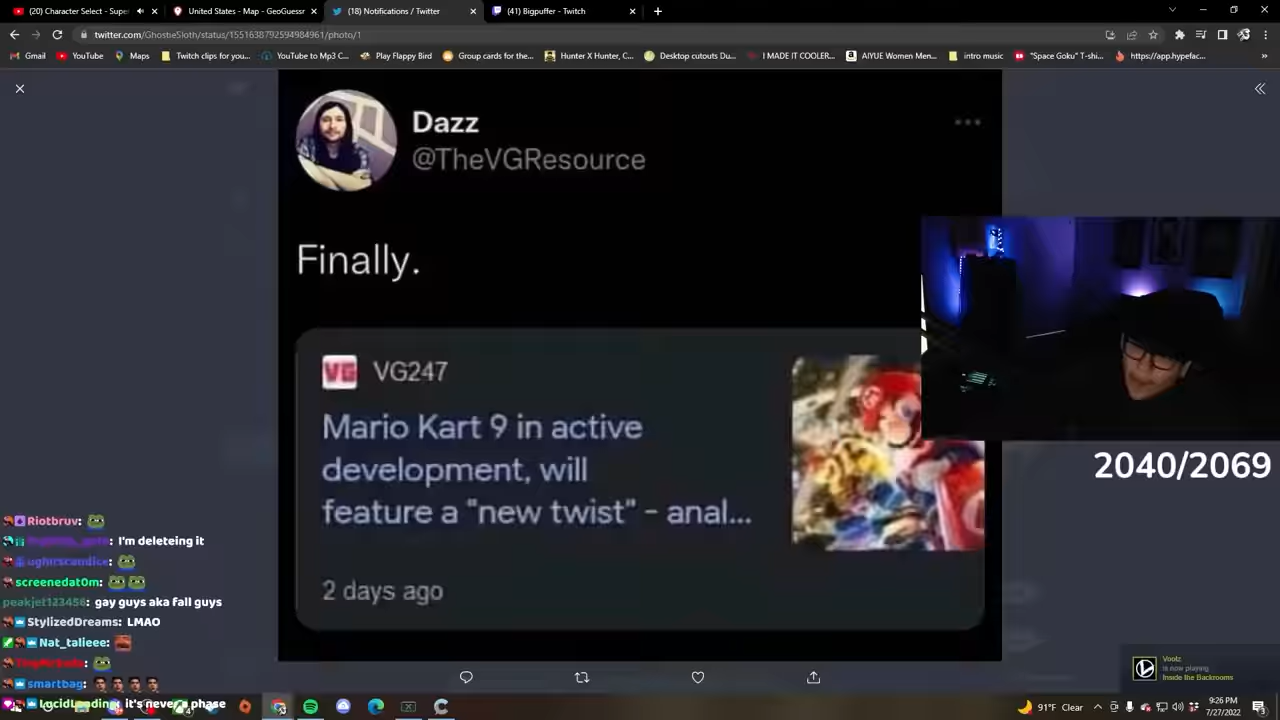 (20) Character Select - Supe
United States - Map - GeoGuessr
(18) Notifications / Twitter
(41) Bigpuffer - Twitch
twitter.com/GhosteSloth/status/1551638792594984961/photo/1
Gmail
YouTube
Maps
Twitch clips for you...
YouTube to Mp3 C...
Play Flappy Bird
Group cards for the...
Hunter X Hunter, C...
Desktop cutouts Du...
I MADE IT COOLER...
AIYUE Women Men...
intro music
"Space Goku" T-shi...
https://app.hypefac...
Dazz
@TheVGResource
Finally.
VG VG247
Mario Kart 9 in active
development, will
feature a "new twist" - anal...
2 days ago
2040/2069
Riotbruv:
: I'm deleteing it
ughitscandice:
screenedat0m:
peakjet123456: gay guys aka fall guys
StylizedDreams: LMAO
Nat_talieee:
smartbag:
it's never a phase
Voolz
is now playing
Inside the Backrooms
91°F Clear
9:26 PM
7/27/2022